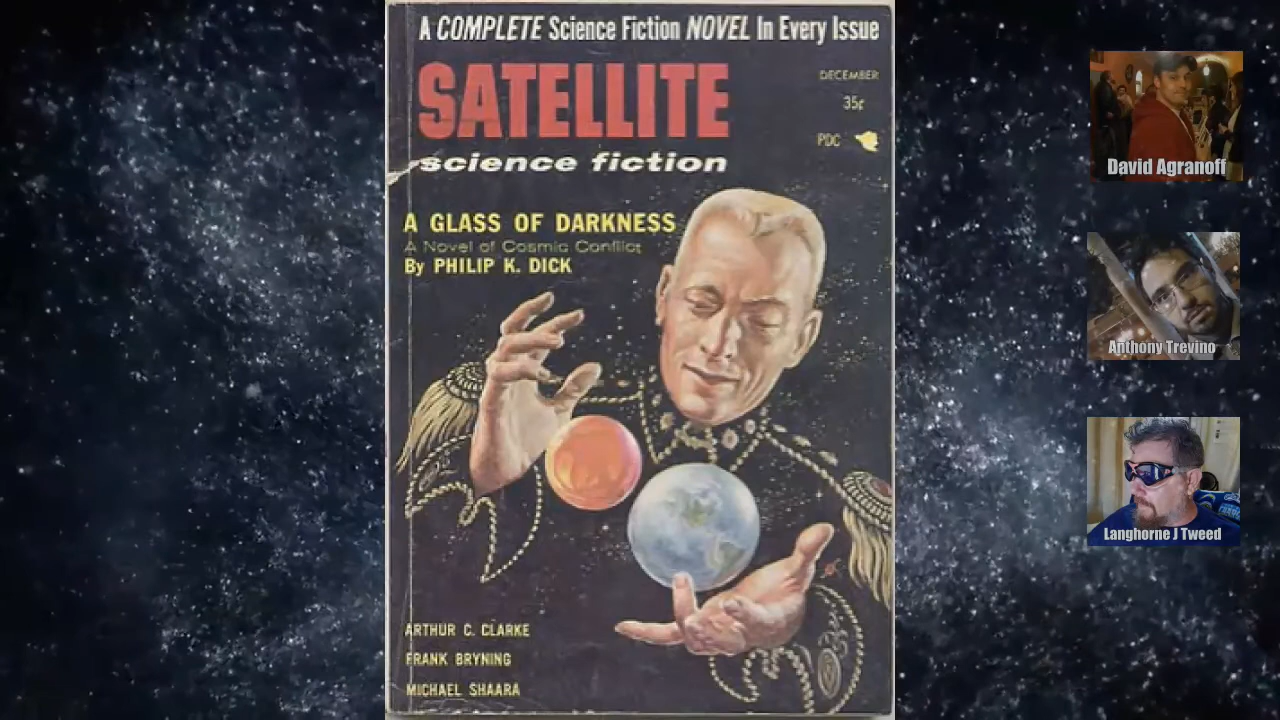 A COMPLETE Science Fiction NOVEL In Every Issue
SATELLITE
science fiction
DECEMBER
35¢
PDC
A GLASS OF DARKNESS
A Novel of Cosmic Conflict
By PHILIP K. DICK
ARTHUR C. CLARKE
FRANK BRYNING
MICHAEL SHAARA
David Agranoff
Anthony Trevino
Langhorne J Tweed